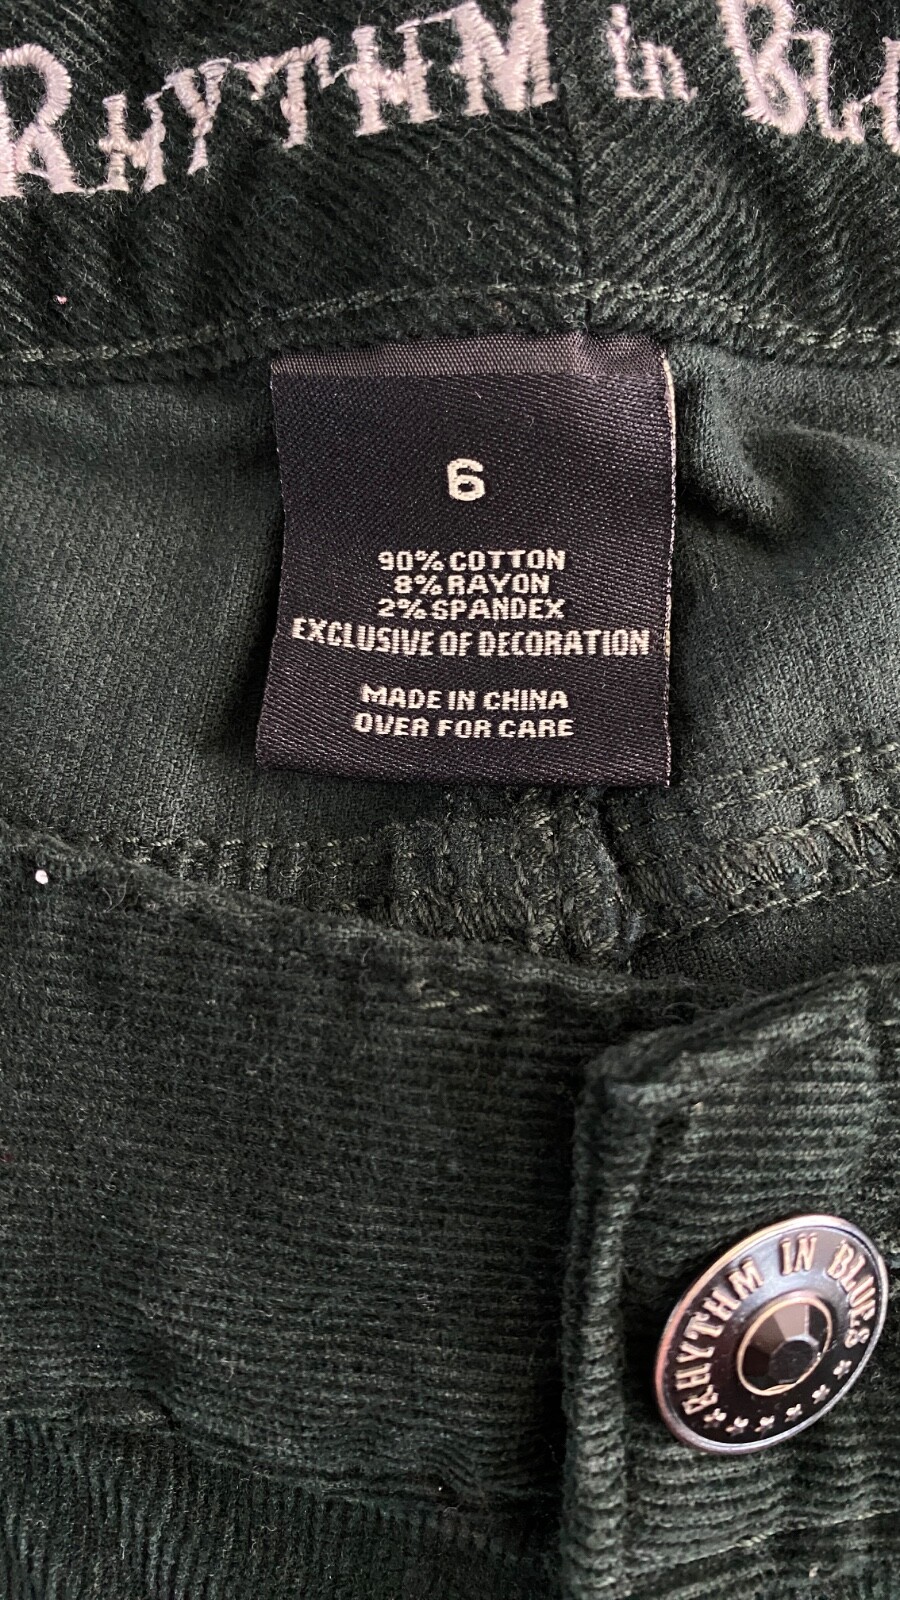 RHYTHM in BLU
6
90% COTTON
8% RAYON
2% SPANDEX
EXCLUSIVE OF DECORATION
MADE IN CHINA
OVER FOR CARE
RHYTHM IN BLUES